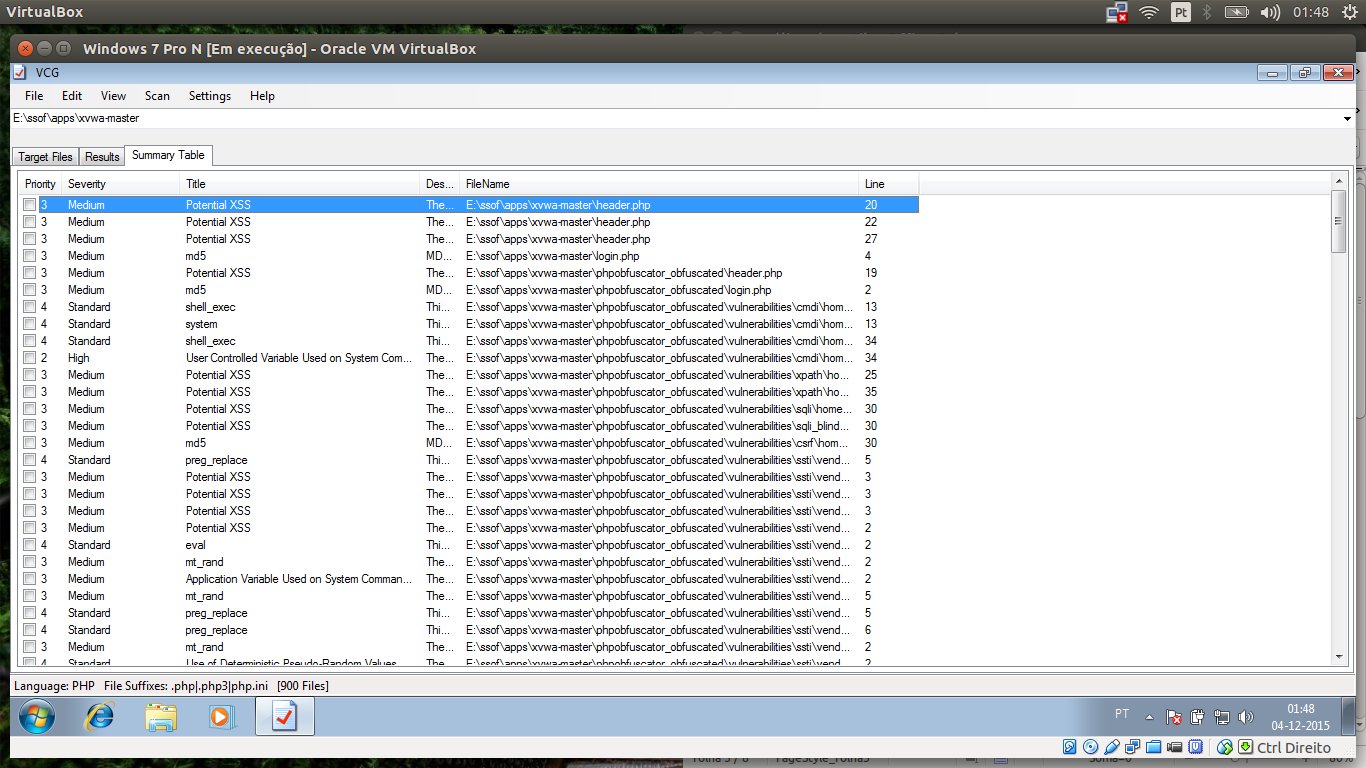 VirtualBox Pt 01:48
Windows 7 Pro N [Em execução] - Oracle VM VirtualBox
VCG
File Edit View Scan Settings Help
E:\ssof\apps\xvwa-master
Target Files Results Summary Table
Priority Severity Title Des... FileName Line
3 Medium Potential XSS The... E:\ssof\apps\xvwa-master\header.php 20
3 Medium Potential XSS The... E:\ssof\apps\xvwa-master\header.php 22
3 Medium Potential XSS The... E:\ssof\apps\xvwa-master\header.php 27
3 Medium md5 MD... E:\ssof\apps\xvwa-master\login.php 4
3 Medium Potential XSS The... E:\ssof\apps\xvwa-master\phpobfuscator_obfuscated\header.php 19
3 Medium md5 MD... E:\ssof\apps\xvwa-master\phpobfuscator_obfuscated\login.php 2
4 Standard shell_exec Thi... E:\ssof\apps\xvwa-master\phpobfuscator_obfuscated\vulnerabilities\cmdi\hom... 13
4 Standard system Thi... E:\ssof\apps\xvwa-master\phpobfuscator_obfuscated\vulnerabilities\cmdi\hom... 13
4 Standard shell_exec Thi... E:\ssof\apps\xvwa-master\phpobfuscator_obfuscated\vulnerabilities\cmdi\hom... 34
2 High User Controlled Variable Used on System Com... The... E:\ssof\apps\xvwa-master\phpobfuscator_obfuscated\vulnerabilities\cmdi\hom... 34
3 Medium Potential XSS The... E:\ssof\apps\xvwa-master\phpobfuscator_obfuscated\vulnerabilities\xpath\ho... 25
3 Medium Potential XSS The... E:\ssof\apps\xvwa-master\phpobfuscator_obfuscated\vulnerabilities\xpath\ho... 35
3 Medium Potential XSS The... E:\ssof\apps\xvwa-master\phpobfuscator_obfuscated\vulnerabilities\sqli\home... 30
3 Medium Potential XSS The... E:\ssof\apps\xvwa-master\phpobfuscator_obfuscated\vulnerabilities\sqli_blind... 30
3 Medium md5 MD... E:\ssof\apps\xvwa-master\phpobfuscator_obfuscated\vulnerabilities\csrf\hom... 30
4 Standard preg_replace Thi... E:\ssof\apps\xvwa-master\phpobfuscator_obfuscated\vulnerabilities\ssti\vend... 5
3 Medium Potential XSS The... E:\ssof\apps\xvwa-master\phpobfuscator_obfuscated\vulnerabilities\ssti\vend... 3
3 Medium Potential XSS The... E:\ssof\apps\xvwa-master\phpobfuscator_obfuscated\vulnerabilities\ssti\vend... 3
3 Medium Potential XSS The... E:\ssof\apps\xvwa-master\phpobfuscator_obfuscated\vulnerabilities\ssti\vend... 3
3 Medium Potential XSS The... E:\ssof\apps\xvwa-master\phpobfuscator_obfuscated\vulnerabilities\ssti\vend... 2
4 Standard eval Thi... E:\ssof\apps\xvwa-master\phpobfuscator_obfuscated\vulnerabilities\ssti\vend... 2
3 Medium mt_rand The... E:\ssof\apps\xvwa-master\phpobfuscator_obfuscated\vulnerabilities\ssti\vend... 2
3 Medium Application Variable Used on System Comman... The... E:\ssof\apps\xvwa-master\phpobfuscator_obfuscated\vulnerabilities\ssti\vend... 2
3 Medium mt_rand The... E:\ssof\apps\xvwa-master\phpobfuscator_obfuscated\vulnerabilities\ssti\vend... 5
4 Standard preg_replace Thi... E:\ssof\apps\xvwa-master\phpobfuscator_obfuscated\vulnerabilities\ssti\vend... 5
4 Standard preg_replace Thi... E:\ssof\apps\xvwa-master\phpobfuscator_obfuscated\vulnerabilities\ssti\vend... 6
3 Medium mt_rand The... E:\ssof\apps\xvwa-master\phpobfuscator_obfuscated\vulnerabilities\ssti\vend... 2
4 Standard Use of Deterministic Pseudo-Random Values The... E:\ssof\apps\xvwa-master\phpobfuscator_obfuscated\vulnerabilities\ssti\vend... 2
Language: PHP File Suffixes: .php|.php3|php.ini [900 Files]
PT 01:48
04-12-2015
Ctrl Direito